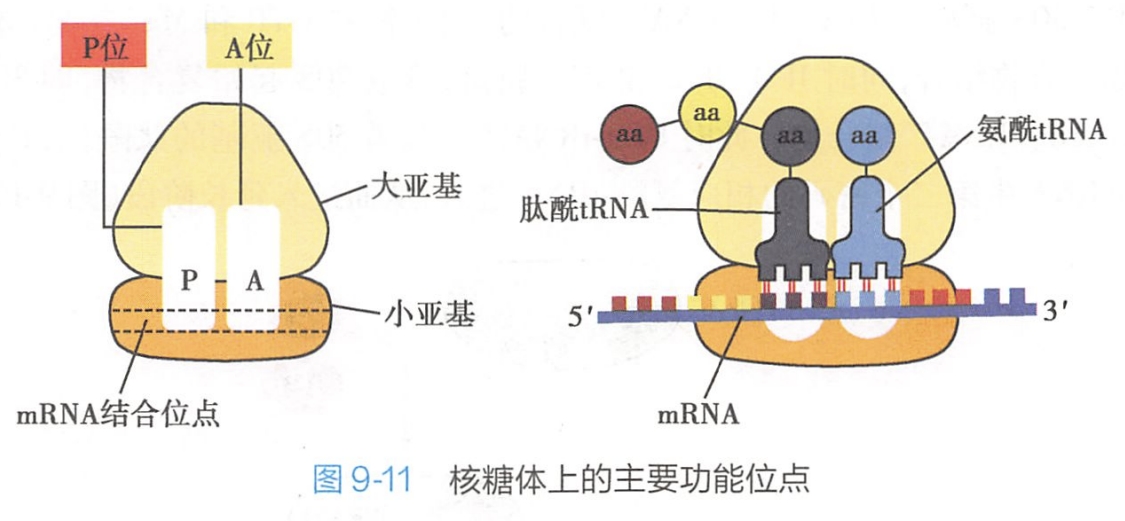 P位
A位
大亚基
P
A
小亚基
mRNA结合位点
aa
aa
aa
aa
氨酰tRNA
肽酰tRNA
5′
3′
mRNA
图 9-11 核糖体上的主要功能位点